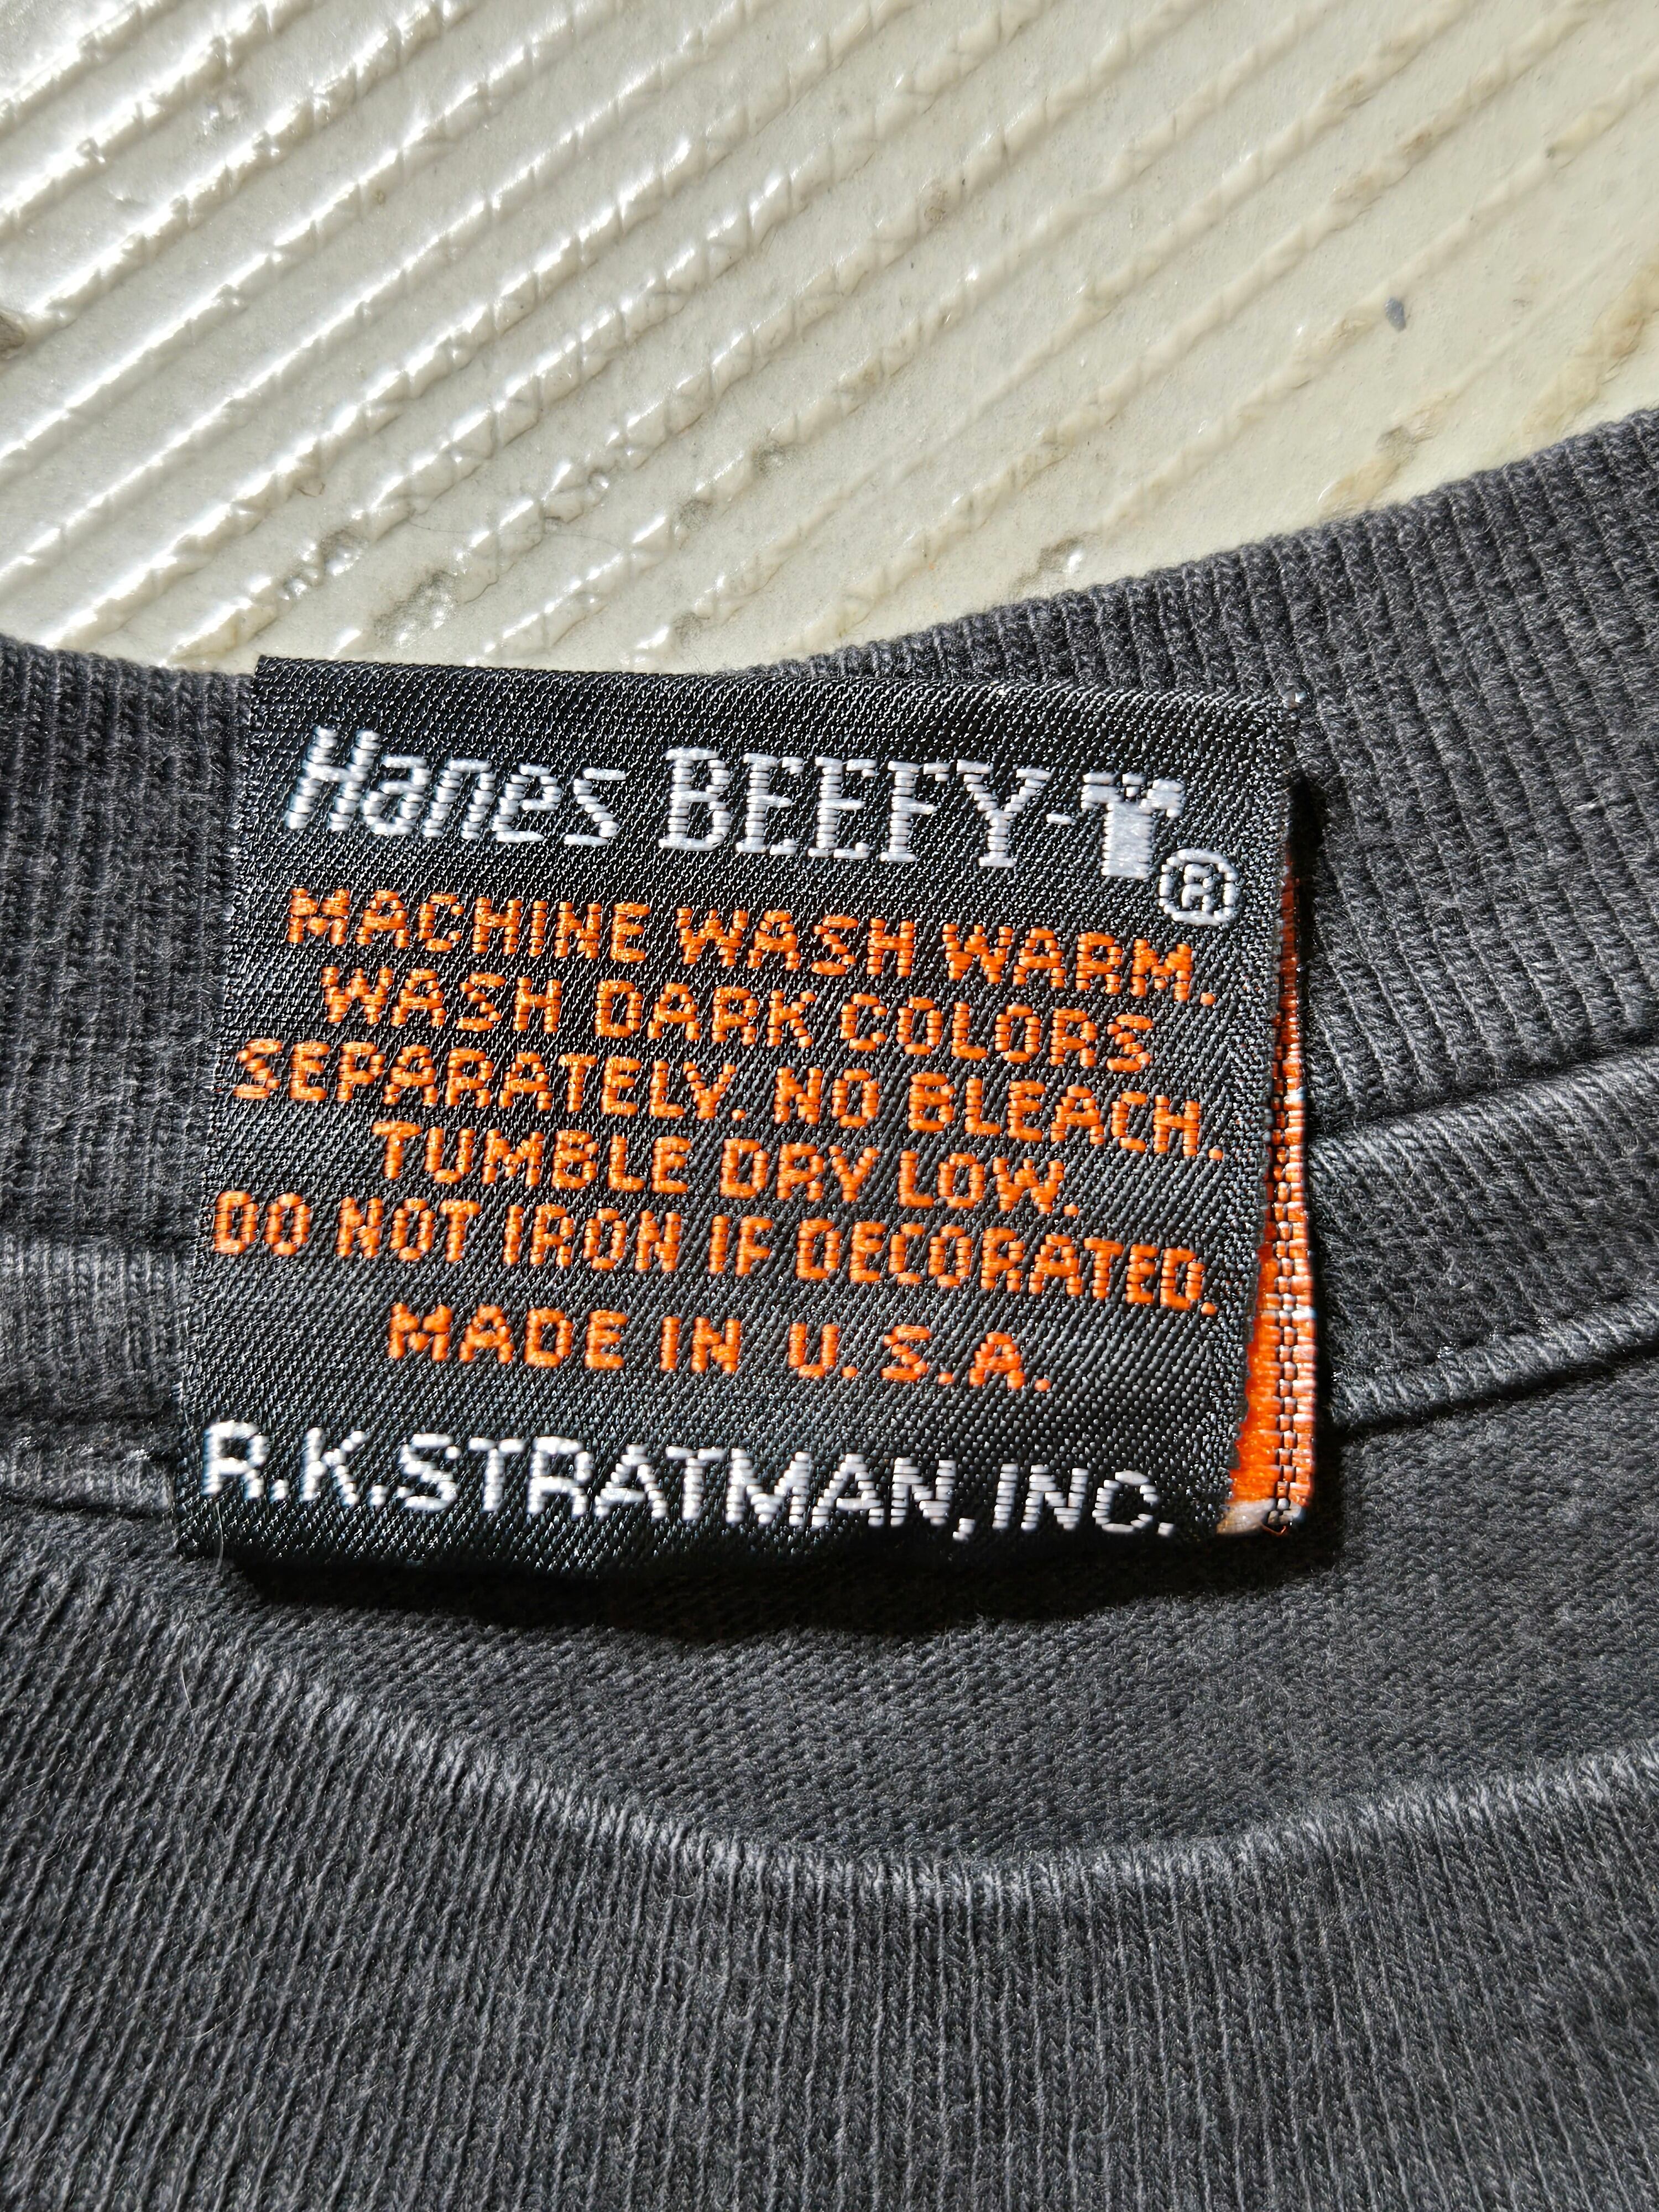 Hanes BEEFY-T®
MACHINE WASH WARM.
WASH DARK COLORS
SEPARATELY. NO BLEACH.
TUMBLE DRY LOW.
DO NOT IRON IF DECORATED.
MADE IN U.S.A.
R.K.STRATMAN, INC.